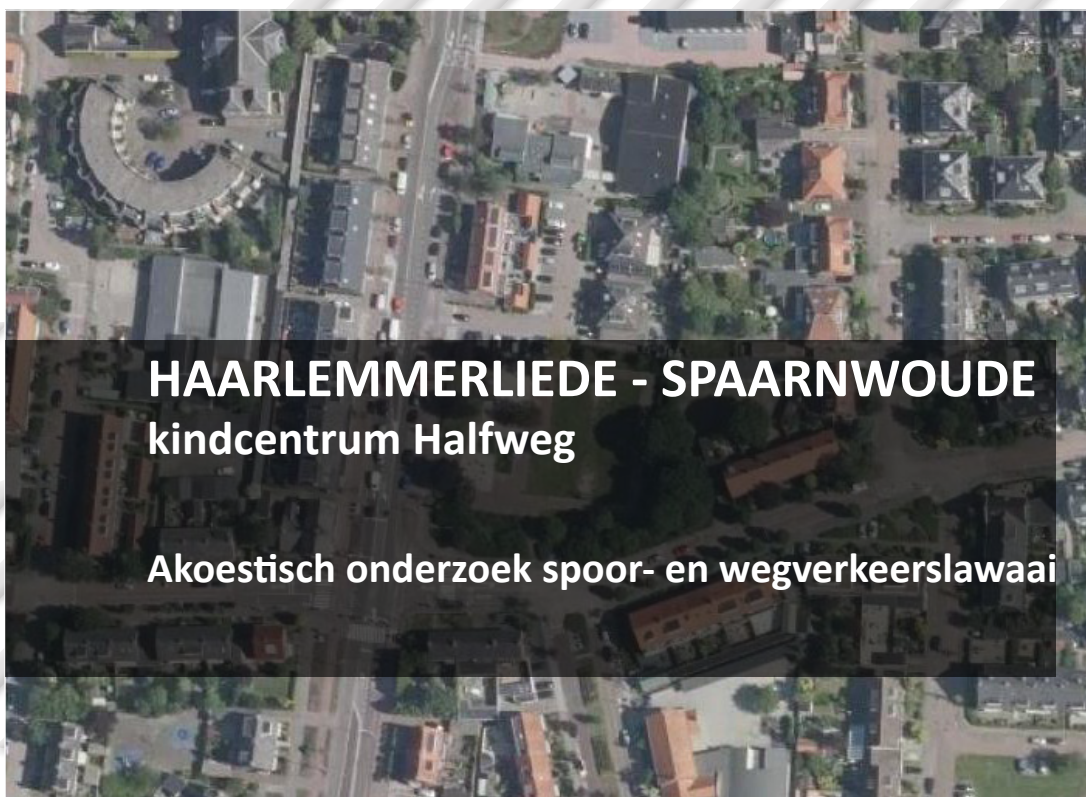 HAARLEMMERLIEDE - SPAARNWOUDE
kindcentrum Halfweg
Akoestisch onderzoek spoor- en wegverkeerslawaai